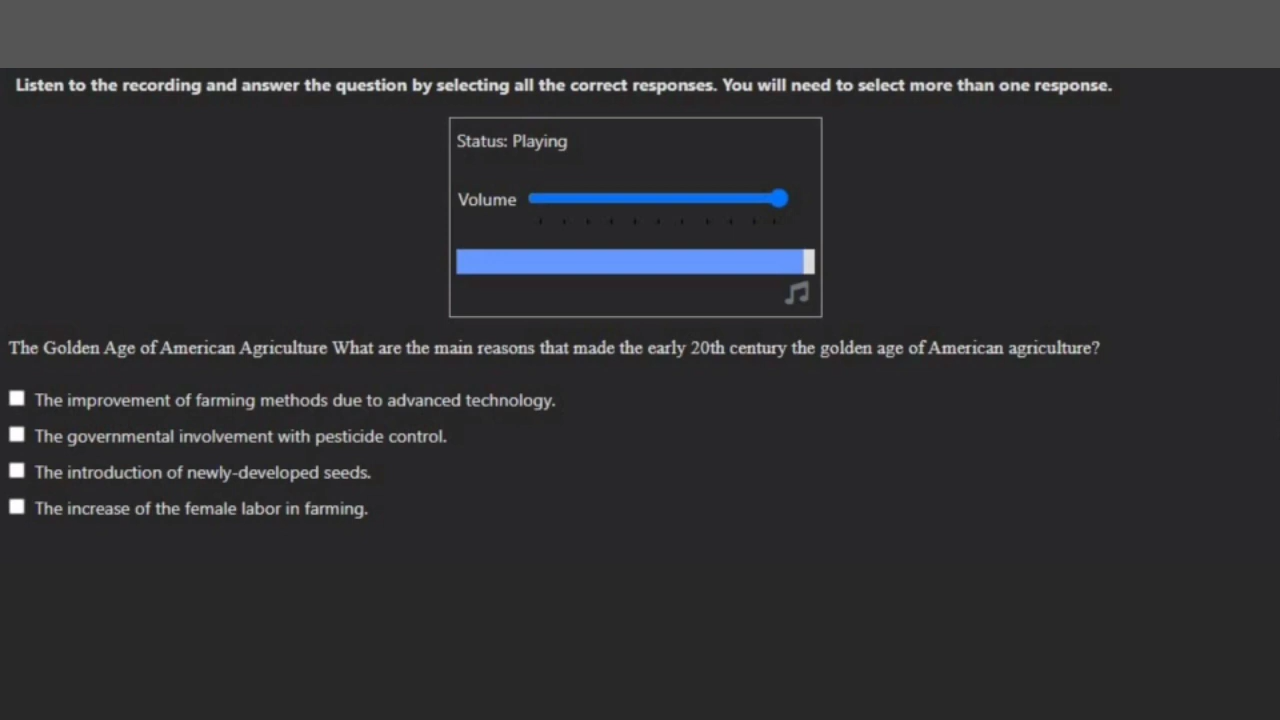 Listen to the recording and answer the question by selecting all the correct responses. You will need to select more than one response.
Status: Playing
Volume
The Golden Age of American Agriculture What are the main reasons that made the early 20th century the golden age of American agriculture?
The improvement of farming methods due to advanced technology.
The governmental involvement with pesticide control.
The introduction of newly-developed seeds.
The increase of the female labor in farming.